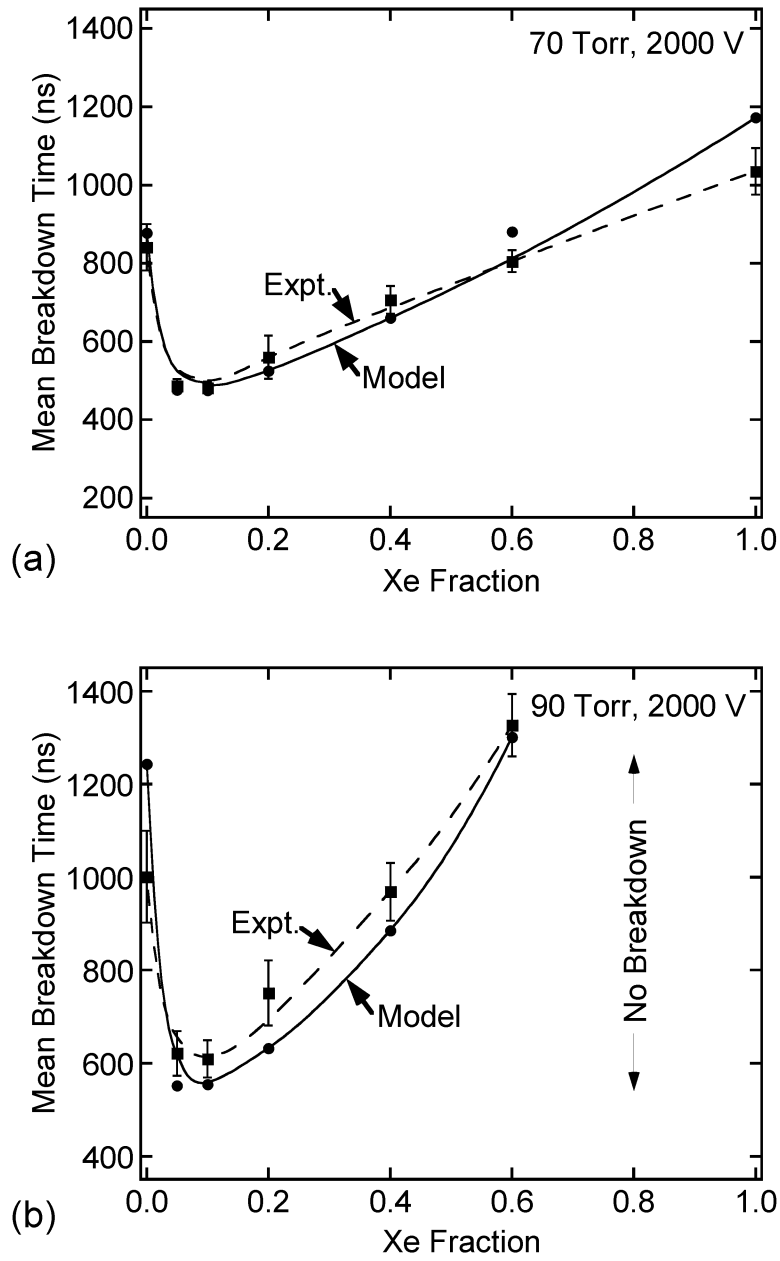 1400
70 Torr, 2000 V
1200
1000
800
600
400
200
Mean Breakdown Time (ns)
Expt.
Model
0.0 0.2 0.4 0.6 0.8 1.0
Xe Fraction
(a)
1400
90 Torr, 2000 V
1200
1000
800
600
400
Mean Breakdown Time (ns)
Expt.
Model
No Breakdown
0.0 0.2 0.4 0.6 0.8 1.0
Xe Fraction
(b)